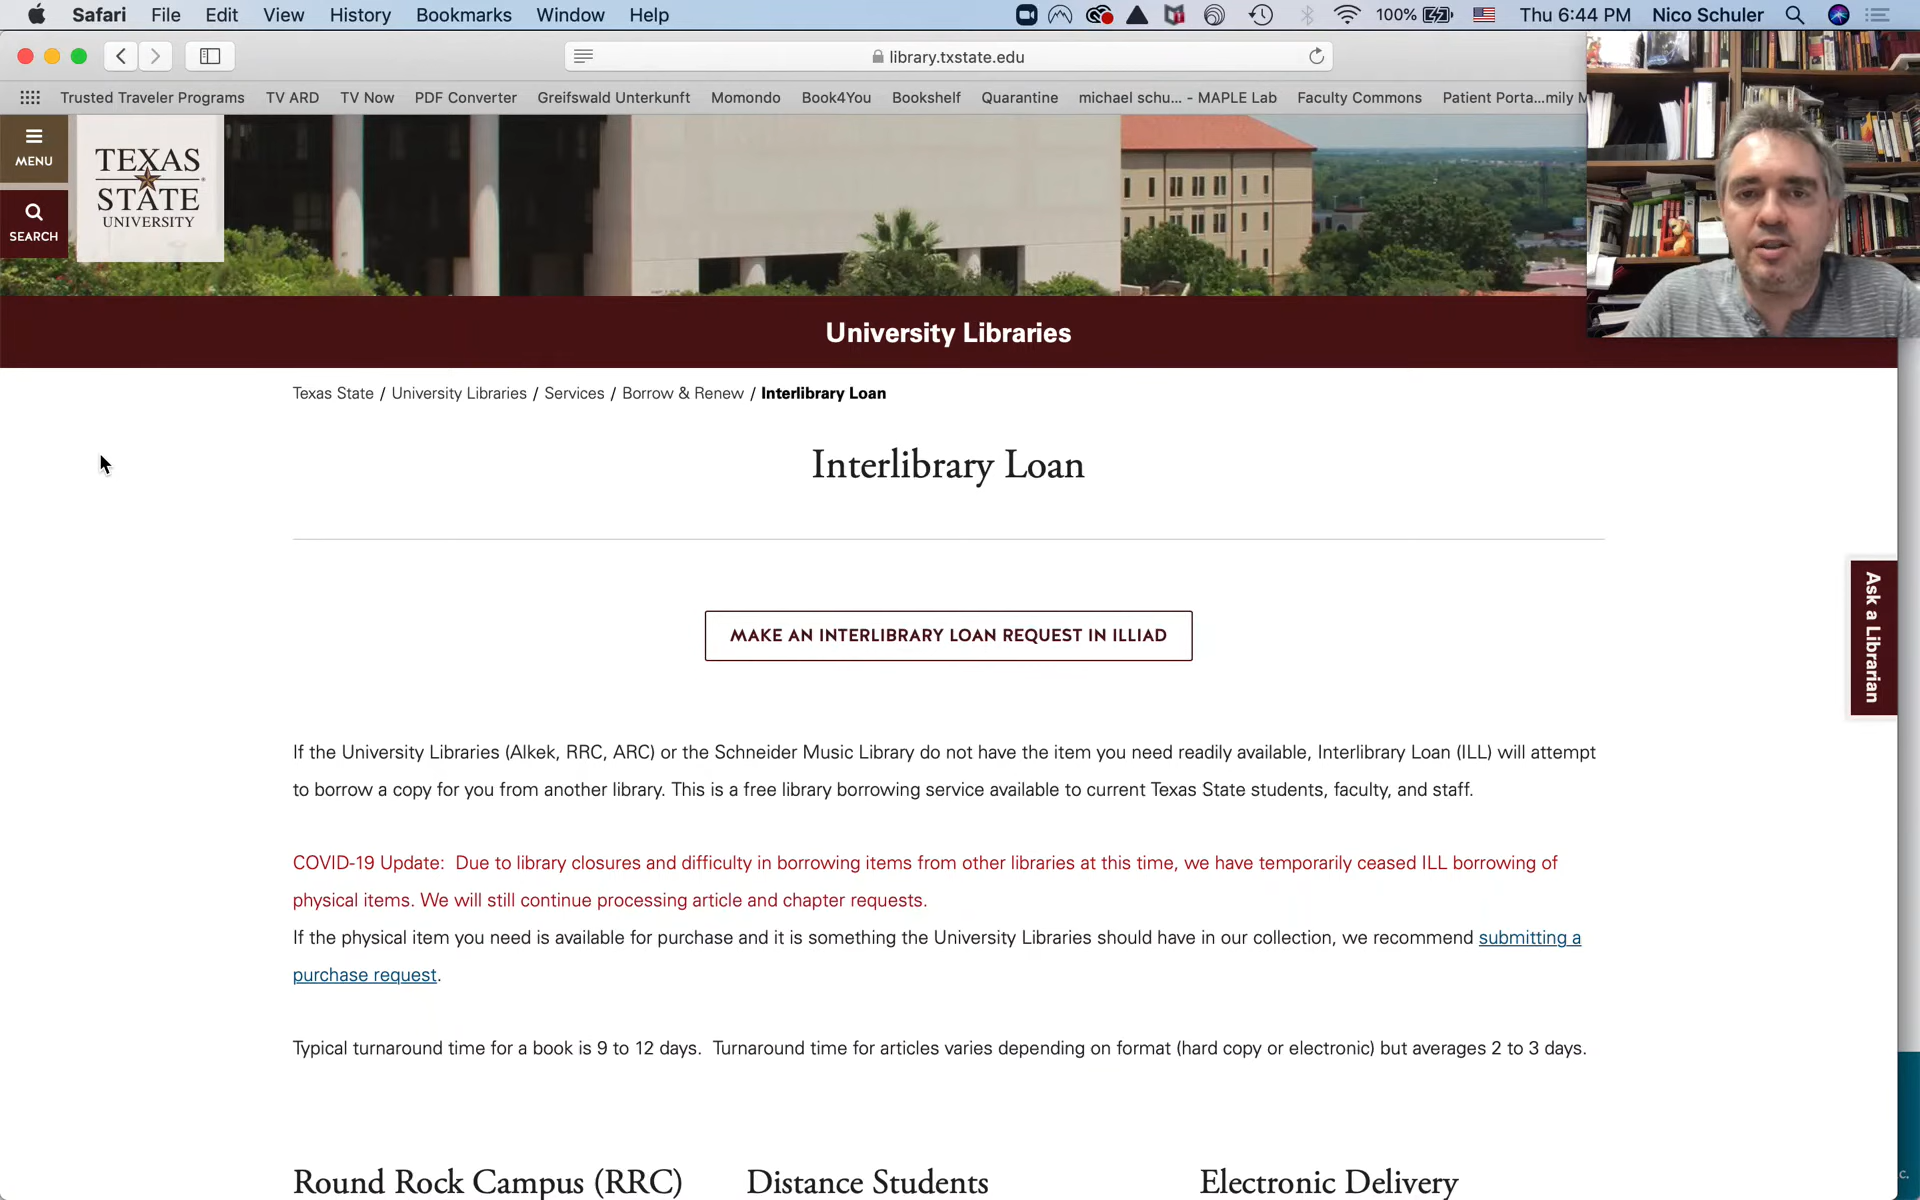 Safari File Edit View History Bookmarks Window Help 100% Thu 6:44 PM Nico Schuler
library.txstate.edu
Trusted Traveler Programs TV ARD TV Now PDF Converter Greifswald Unterkunft Momondo Book4You Bookshelf Quarantine michael schu... - MAPLE Lab Faculty Commons Patient Porta...mily M
MENU
SEARCH
TEXAS
STATE
UNIVERSITY
University Libraries
Texas State / University Libraries / Services / Borrow & Renew / Interlibrary Loan
Interlibrary Loan
MAKE AN INTERLIBRARY LOAN REQUEST IN ILLIAD
Ask a Librarian
If the University Libraries (Alkek, RRC, ARC) or the Schneider Music Library do not have the item you need readily available, Interlibrary Loan (ILL) will attempt
to borrow a copy for you from another library. This is a free library borrowing service available to current Texas State students, faculty, and staff.
COVID-19 Update: Due to library closures and difficulty in borrowing items from other libraries at this time, we have temporarily ceased ILL borrowing of
physical items. We will still continue processing article and chapter requests.
If the physical item you need is available for purchase and it is something the University Libraries should have in our collection, we recommend submitting a
purchase request.
Typical turnaround time for a book is 9 to 12 days. Turnaround time for articles varies depending on format (hard copy or electronic) but averages 2 to 3 days.
Round Rock Campus (RRC) Distance Students Electronic Delivery
c.